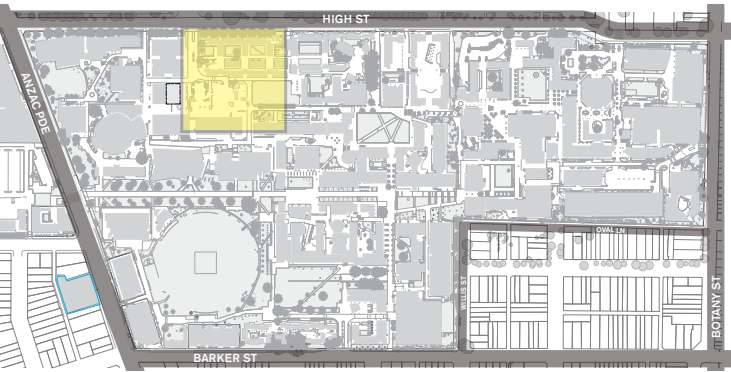 HIGH ST
ANZAC PDE
OVAL LN
WILLIS ST
BOTANY ST
BARKER ST